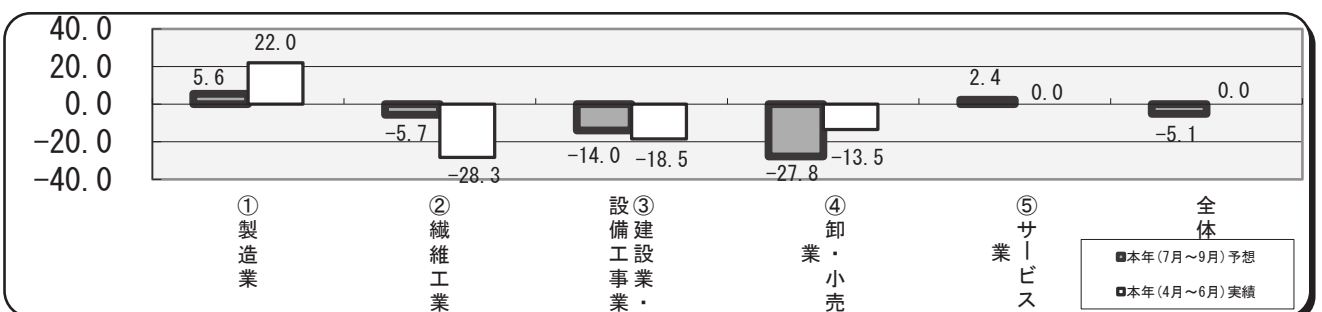 40.0
20.0
0.0
-20.0
-40.0
5.6
22.0
-5.7
-28.3
-14.0
-18.5
-27.8
-13.5
2.4
0.0
-5.1
0.0
①製造業
②繊維工業
③建設業・
設備工事業
④卸・小売
業
⑤サービス
業
全体
本年(7月～9月)予想
本年(4月～6月)実績